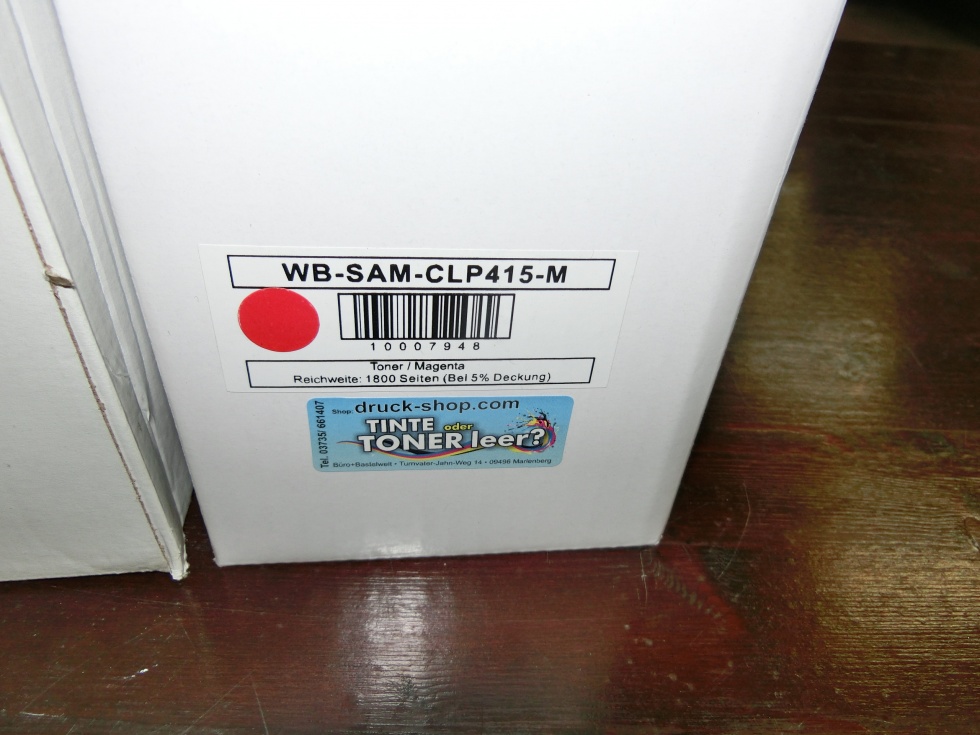 WB-SAM-CLP415-M
10007948
Toner / Magenta
Reichweite: 1800 Seiten (Bei 5% Deckung)
Tel. 03735/ 661407
Shop: druck-shop.com
TINTE oder
TONER leer?
Büro+Bastelwelt • Turnvater-Jahn-Weg 14 • 09496 Marienberg